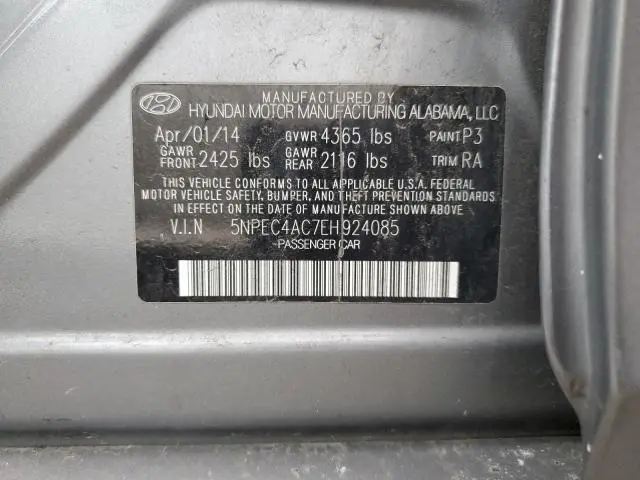 MANUFACTURED BY
HYUNDAI MOTOR MANUFACTURING ALABAMA, LLC
Apr/01/14 GVWR 4365 lbs PAINT P3
GAWR FRONT 2425 lbs GAWR REAR 2116 lbs TRIM RA
THIS VEHICLE CONFORMS TO ALL APPLICABLE U.S.A. FEDERAL
MOTOR VEHICLE SAFETY, BUMPER, AND THEFT PREVENTION STANDARDS
IN EFFECT ON THE DATE OF MANUFACTURE SHOWN ABOVE.
V.I.N 5NPEC4AC7EH924085
PASSENGER CAR